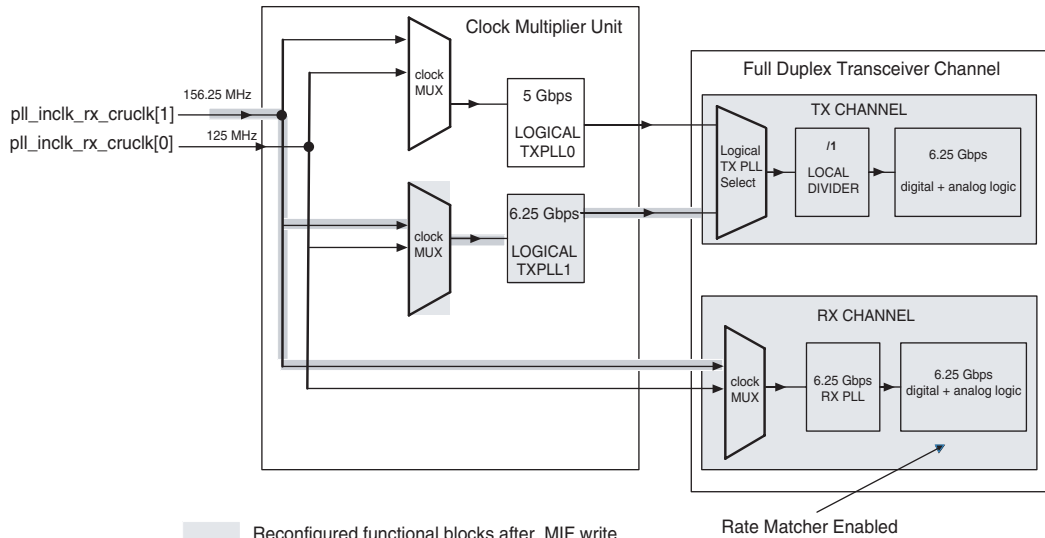 Clock Multiplier Unit
Full Duplex Transceiver Channel
TX CHANNEL
156.25 MHz
pll_inclk_rx_cruclk[1]
pll_inclk_rx_cruclk[0]
125 MHz
clock
MUX
5 Gbps
LOGICAL
TXPLL0
Logical
TX PLL
Select
/1
LOCAL
DIVIDER
6.25 Gbps
digital + analog logic
clock
MUX
6.25 Gbps
LOGICAL
TXPLL1
RX CHANNEL
clock
MUX
6.25 Gbps
RX PLL
6.25 Gbps
digital + analog logic
Reconfigured functional blocks after MIF write
Rate Matcher Enabled